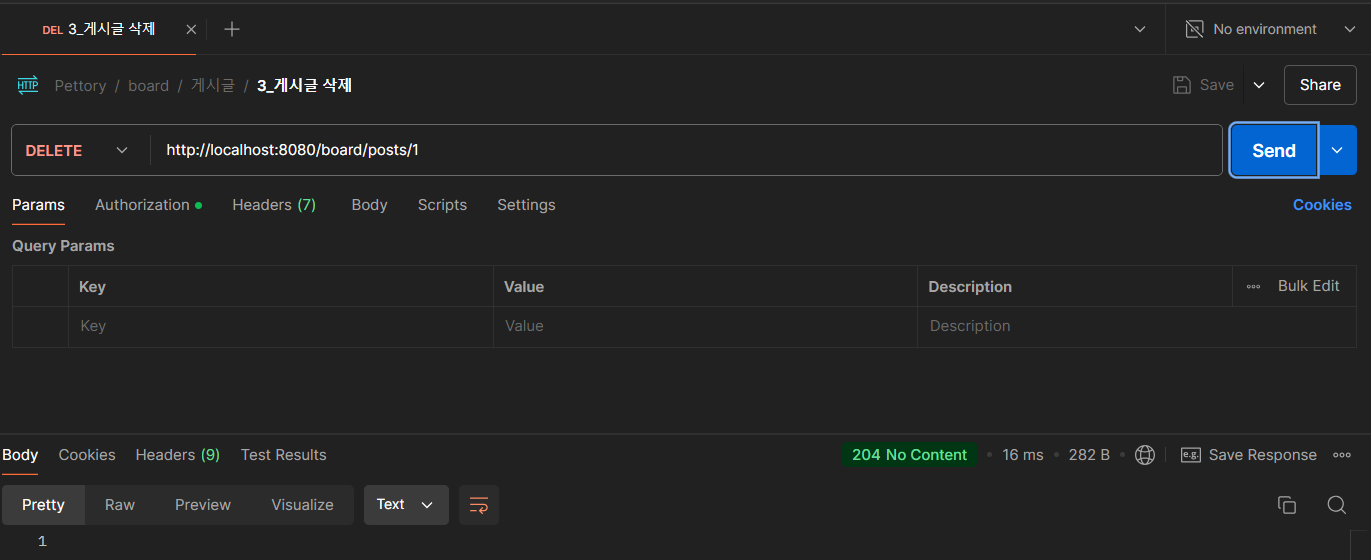 DEL 3_게시글 삭제
No environment
HTTP Pettory / board / 게시글 / 3_게시글 삭제
Save
Share
DELETE http://localhost:8080/board/posts/1
Send
Params Authorization Headers (7) Body Scripts Settings Cookies
Query Params
Key Value Description Bulk Edit
Key Value Description
Body Cookies Headers (9) Test Results 204 No Content 16 ms 282 B e.g. Save Response
Pretty Raw Preview Visualize Text
1